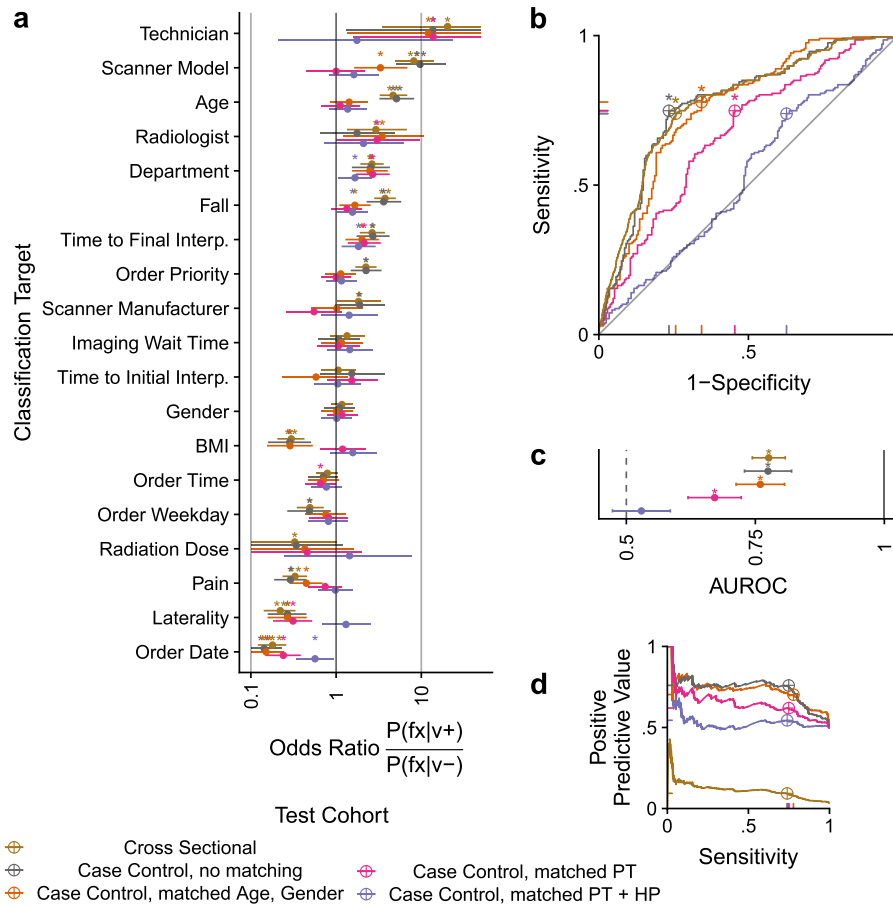 a
Technician
Scanner Model
Age
Radiologist
Department
Fall
Time to Final Interp.
Order Priority
Scanner Manufacturer
Imaging Wait Time
Time to Initial Interp.
Gender
BMI
Order Time
Order Weekday
Radiation Dose
Pain
Laterality
Order Date
Classification Target
0.1
1
10
Odds Ratio P(fx|v+)
P(fx|v−)
b
1
.5
0
Sensitivity
0
.5
1−Specificity
c
0.5
0.75
1
AUROC
d
1
.5
0
Positive
Predictive Value
0
.5
1
Sensitivity
Test Cohort
Cross Sectional
Case Control, no matching
Case Control, matched PT
Case Control, matched Age, Gender
Case Control, matched PT + HP